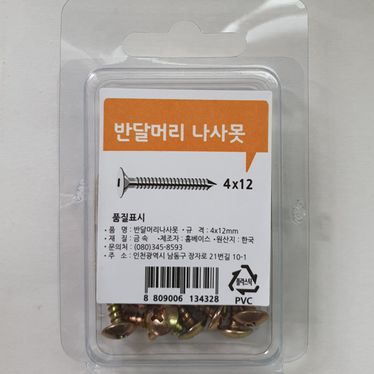 반달머리 나사못
4x12
품질표시
· 품 명 : 반달머리나사못 · 규 격 : 4x12mm
· 재 질 : 금속 · 제조자 : 홈베이스 · 원산지 : 한국
· 문의처 : (080)345-8593
· 주 소 : 인천광역시 남동구 장자로 21번길 10-1
8 809006 134328
플라스틱
PVC